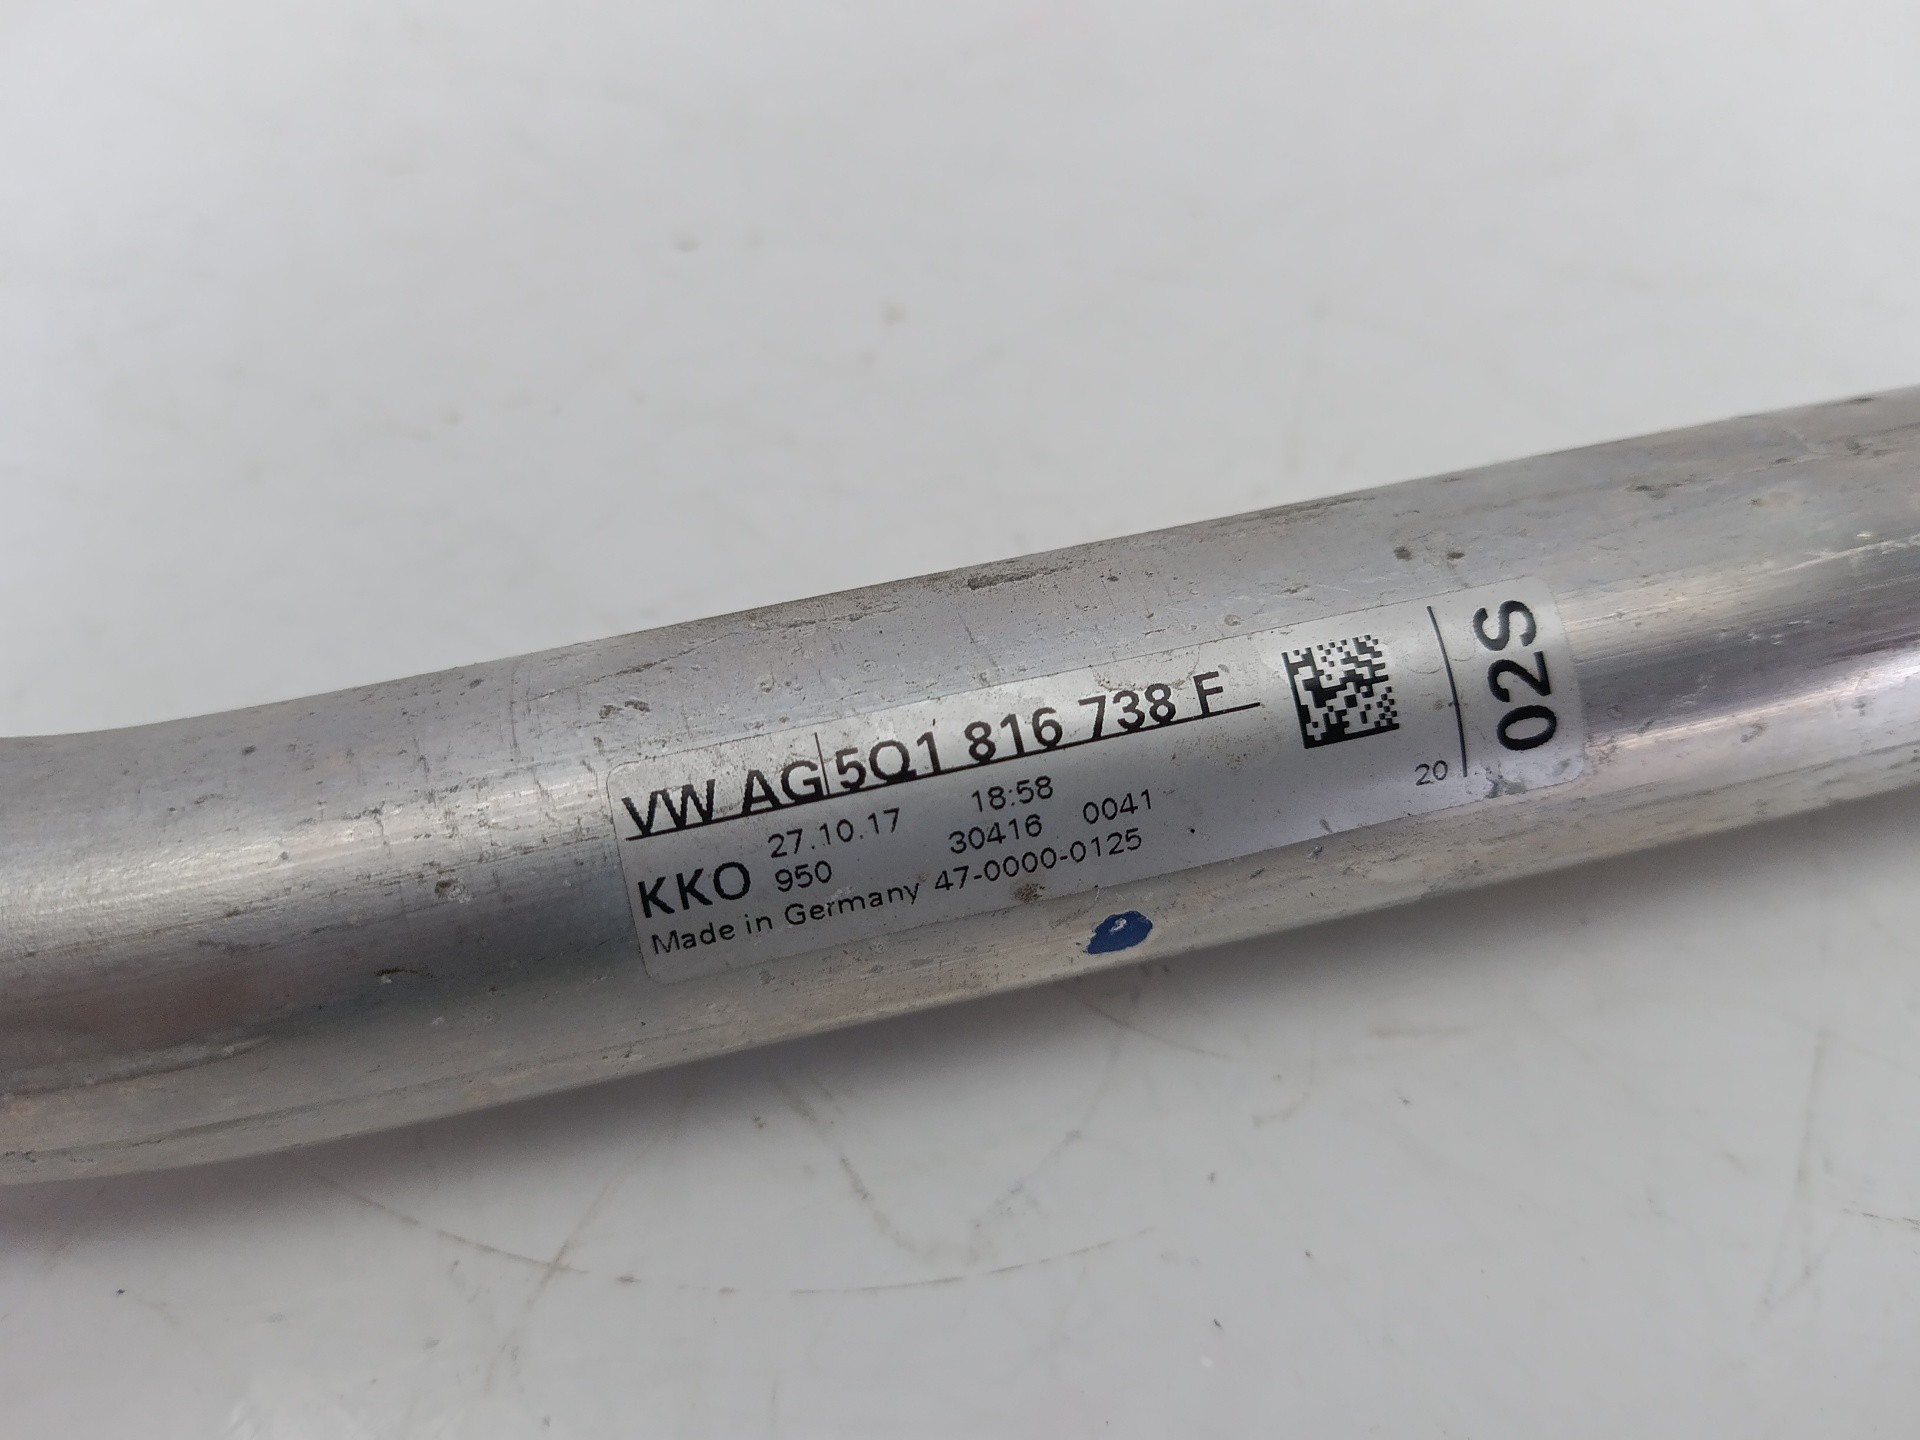 VW AG 5Q1 816 738 F
27.10.17 18:58
KKO 950 30416 0041
Made in Germany 47-0000-0125
20
02S